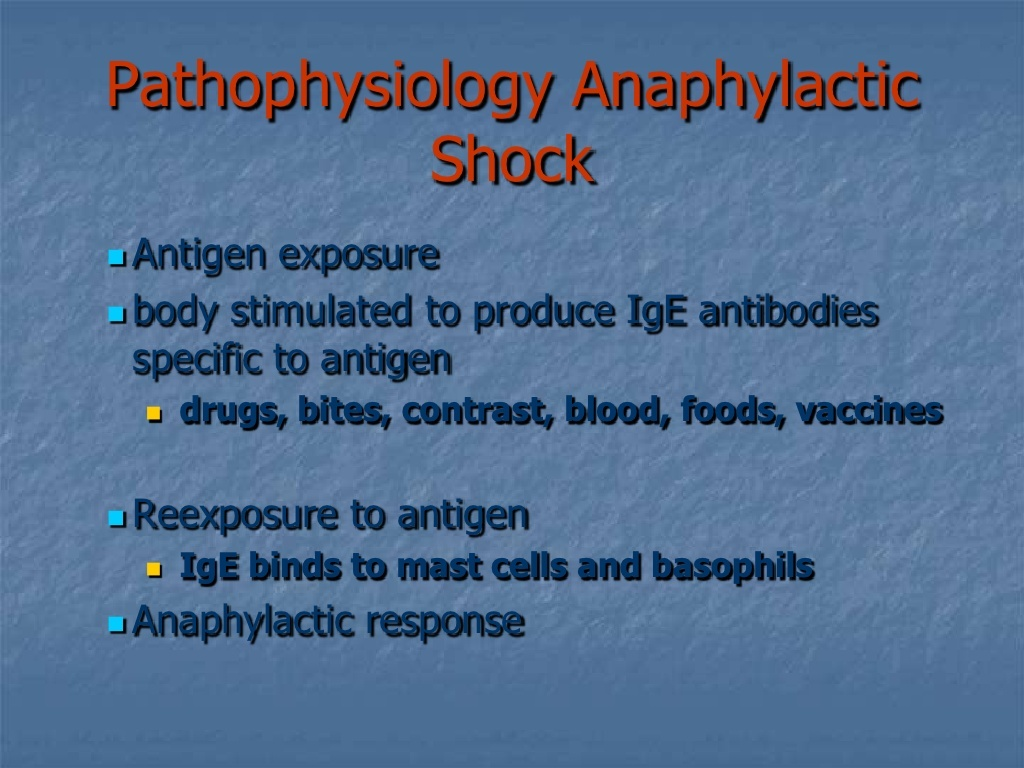 Pathophysiology Anaphylactic
Shock
Antigen exposure
body stimulated to produce IgE antibodies
specific to antigen
drugs, bites, contrast, blood, foods, vaccines
Reexposure to antigen
IgE binds to mast cells and basophils
Anaphylactic response